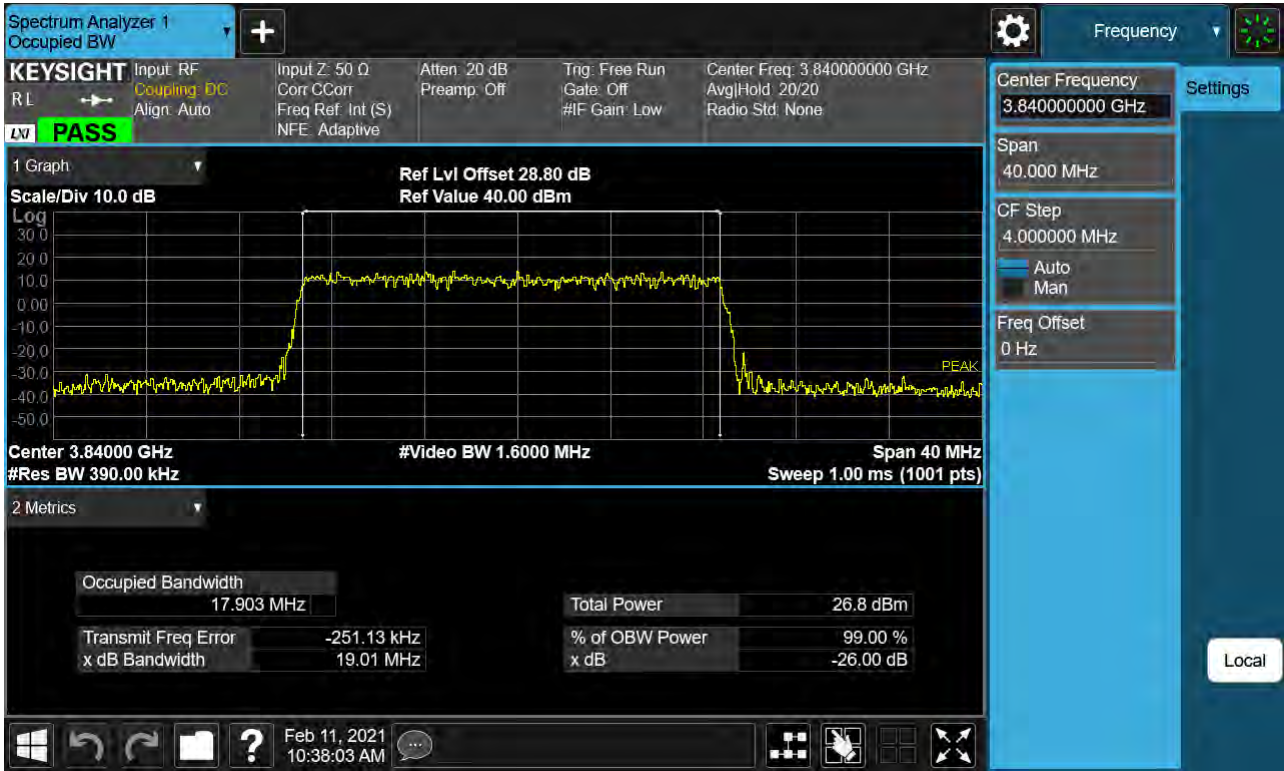 Spectrum Analyzer 1
Occupied BW
+
Frequency
KEYSIGHT
RL
LXI PASS
Input: RF
Coupling: DC
Align: Auto
Input Z: 50 Ω
Corr CCorr
Freq Ref: Int (S)
NFE: Adaptive
Atten: 20 dB
Preamp: Off
Trig: Free Run
Gate: Off
#IF Gain: Low
Center Freq: 3.840000000 GHz
Avg|Hold: 20/20
Radio Std: None
Center Frequency
3.840000000 GHz
Settings
Span
40.000 MHz
CF Step
4.000000 MHz
Auto
Man
Freq Offset
0 Hz
Local
1 Graph
Scale/Div 10.0 dB
Ref Lvl Offset 28.80 dB
Ref Value 40.00 dBm
Log
30.0
20.0
10.0
0.00
-10.0
-20.0
-30.0
-40.0
-50.0
PEAK
Center 3.84000 GHz
#Video BW 1.6000 MHz
Span 40 MHz
#Res BW 390.00 kHz
Sweep 1.00 ms (1001 pts)
2 Metrics
Occupied Bandwidth
17.903 MHz
Total Power 26.8 dBm
Transmit Freq Error -251.13 kHz
% of OBW Power 99.00 %
x dB Bandwidth 19.01 MHz
x dB -26.00 dB
?
Feb 11, 2021
10:38:03 AM